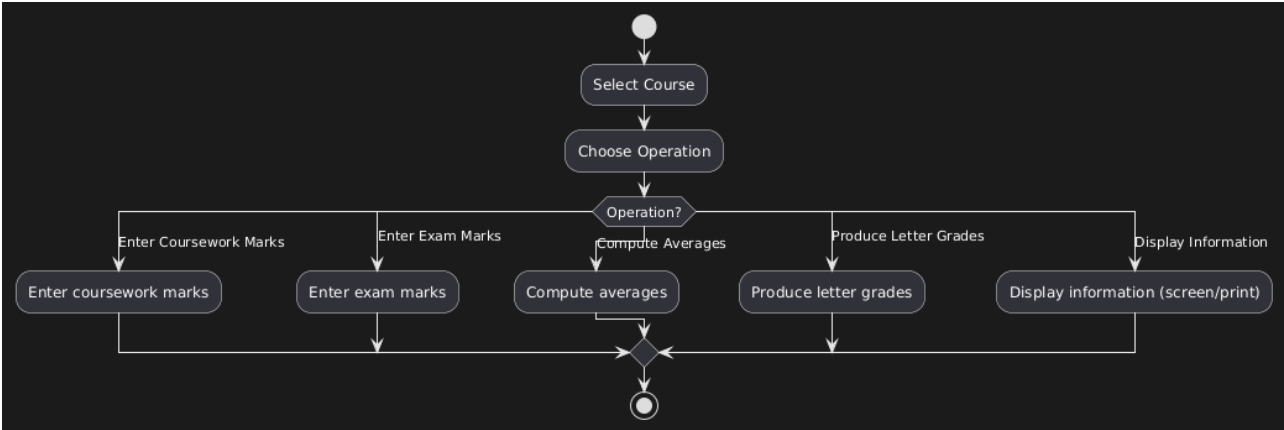 Select Course
Choose Operation
Operation?
Enter Coursework Marks
Enter Exam Marks
Compute Averages
Produce Letter Grades
Display Information
Enter coursework marks
Enter exam marks
Compute averages
Produce letter grades
Display information (screen/print)